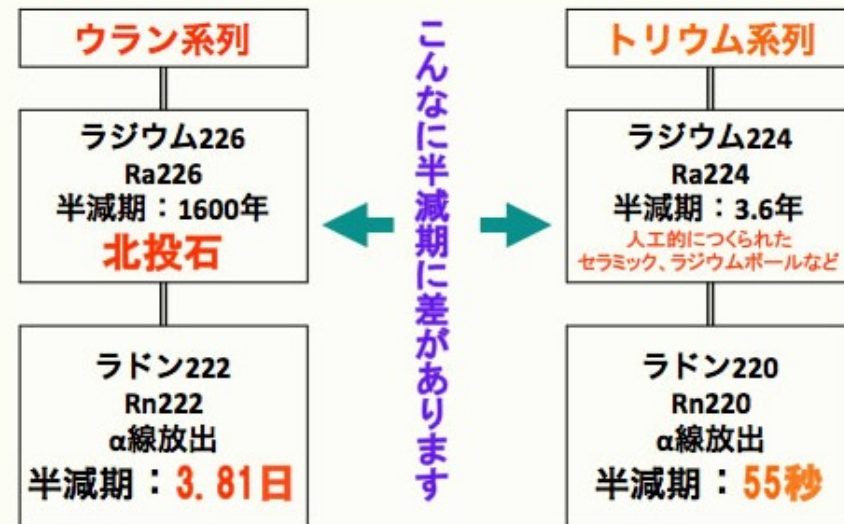 ウラン系列
ラジウム226
Ra226
半減期：1600年
北投石
ラドン222
Rn222
α線放出
半減期：3.81日
こんなに半減期に差があります
トリウム系列
ラジウム224
Ra224
半減期：3.6年
人工的につくられた
セラミック、ラジウムボールなど
ラドン220
Rn220
α線放出
半減期：55秒